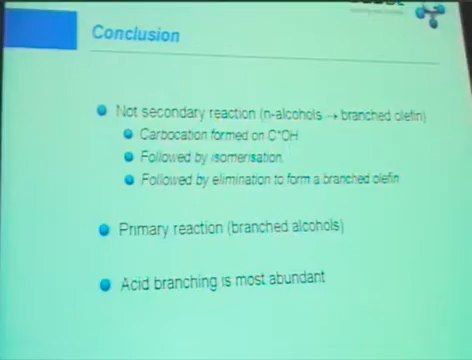 Conclusion
Not secondary reaction (n-alcohols → branched olefin)
Carbocation formed on C*OH
Followed by isomerisation
Followed by elimination to form a branched olefin
Primary reaction (branched alcohols)
Acid branching is most abundant